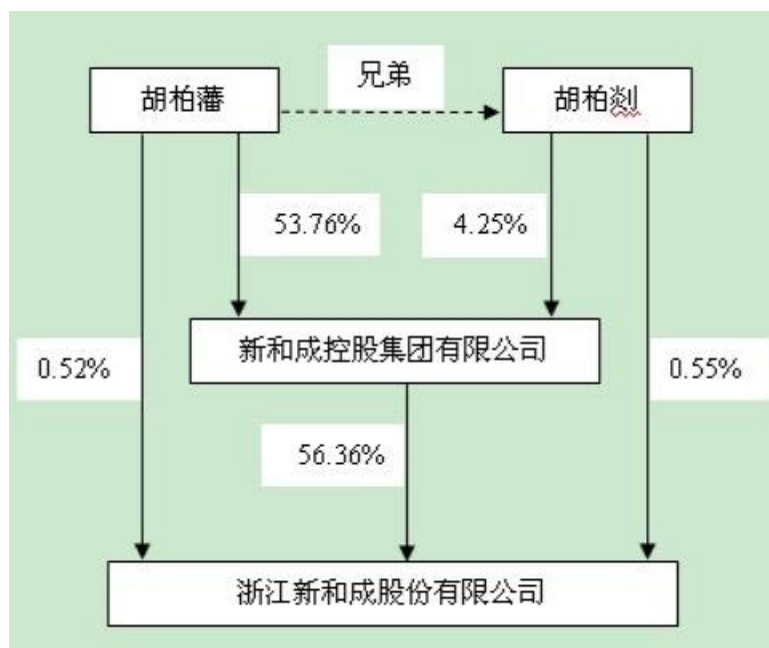 兄弟
胡柏藩
胡柏剡
53.76%
4.25%
新和成控股集团有限公司
0.52%
0.55%
56.36%
浙江新和成股份有限公司